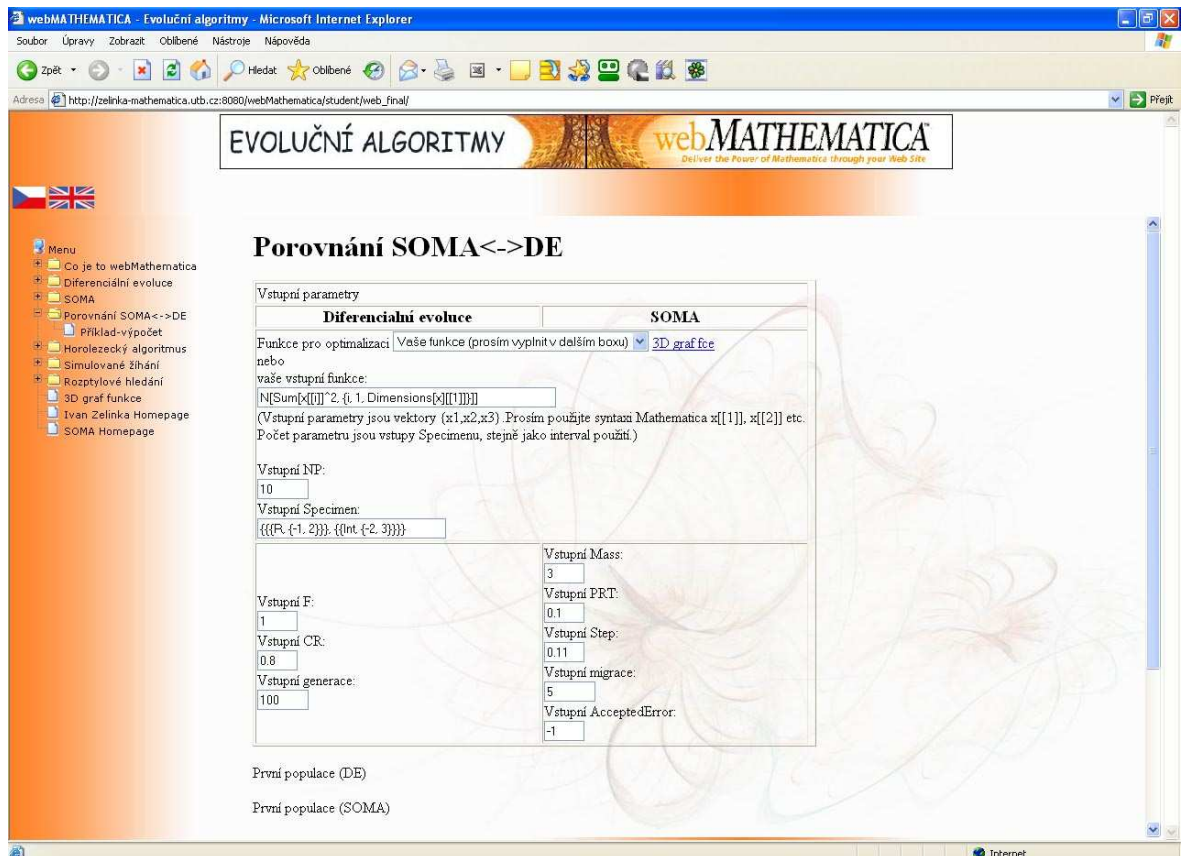 webMATHEMATICA - Evoluční algoritmy - Microsoft Internet Explorer
Soubor Úpravy Zobrazit Oblíbené Nástroje Nápověda
Zpět Hledat Oblíbené
Adresa http://zelinka-mathematica.utb.cz:8080/webMathematica/student/web_final/ Přejít
EVOLUČNÍ ALGORITMY webMATHEMATICA
Deliver the Power of Mathematica through your Web Site
Menu
Co je to webMathematica
Diferenciální evoluce
SOMA
Porovnání SOMA<->DE
Příklad-výpočet
Horolezecký algoritmus
Simulované žíhání
Rozptylové hledání
3D graf funkce
Ivan Zelinka Homepage
SOMA Homepage
Porovnání SOMA<->DE
Vstupní parametry
Diferencialní evoluce SOMA
Funkce pro optimalizaci Vaše funkce (prosím vyplnit v dalším boxu) 3D graf fce
nebo
vaše vstupní funkce:
N[Sum[x[[i]]^2, {i, 1, Dimensions[x][[1]]}]]
(Vstupní parametry jsou vektory (x1,x2,x3) .Prosím použijte syntaxi Mathematica x[[1]], x[[2]] etc.
Počet parametru jsou vstupy Specimenu, stejně jako interval použití.)
Vstupní NP:
10
Vstupní Specimen:
{{{R, {-1, 2}}}, {{Int, {-2, 3}}}}
Vstupní F:
1
Vstupní CR:
0.8
Vstupní generace:
100
Vstupní Mass:
3
Vstupní PRT:
0.1
Vstupní Step:
0.11
Vstupní migrace:
5
Vstupní AcceptedError:
-1
První populace (DE)
První populace (SOMA)
Internet